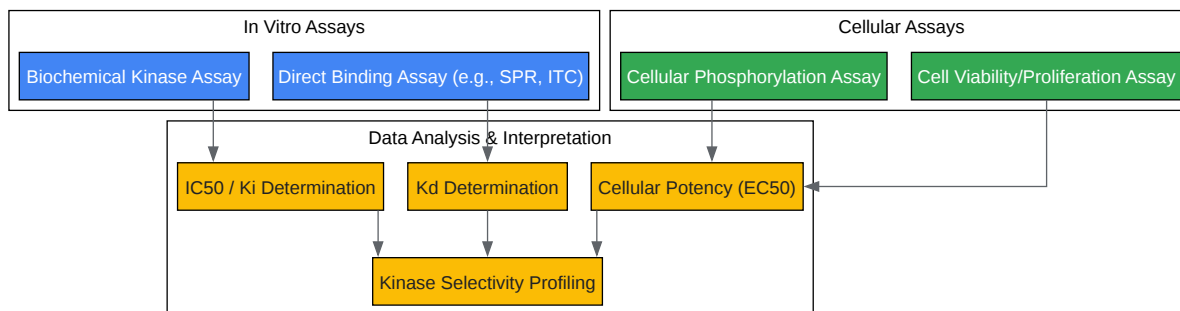 In Vitro Assays
Cellular Assays
Biochemical Kinase Assay
Direct Binding Assay (e.g., SPR, ITC)
Cellular Phosphorylation Assay
Cell Viability/Proliferation Assay
Data Analysis & Interpretation
IC50 / Ki Determination
Kd Determination
Cellular Potency (EC50)
Kinase Selectivity Profiling